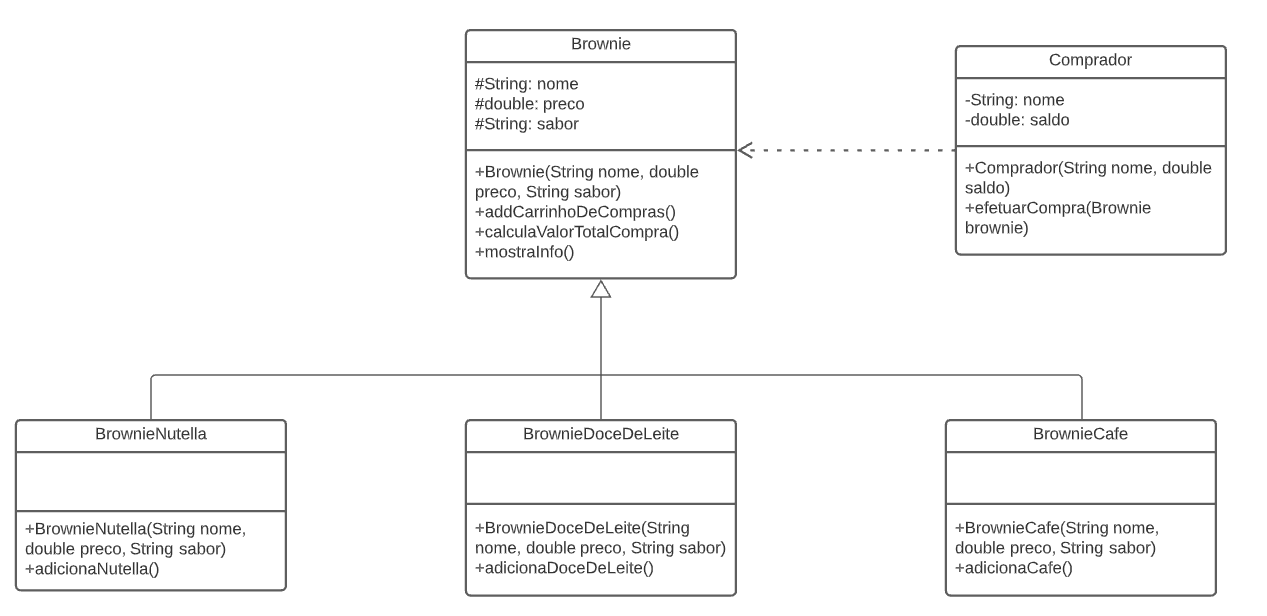 Brownie
#String: nome
#double: preco
#String: sabor
+Brownie(String nome, double
preco, String sabor)
+addCarrinhoDeCompras()
+calculaValorTotalCompra()
+mostraInfo()
Comprador
-String: nome
-double: saldo
+Comprador(String nome, double
saldo)
+efetuarCompra(Brownie
brownie)
BrownieNutella
+BrownieNutella(String nome,
double preco, String sabor)
+adicionaNutella()
BrownieDoceDeLeite
+BrownieDoceDeLeite(String
nome, double preco, String sabor)
+adicionaDoceDeLeite()
BrownieCafe
+BrownieCafe(String nome,
double preco, String sabor)
+adicionaCafe()